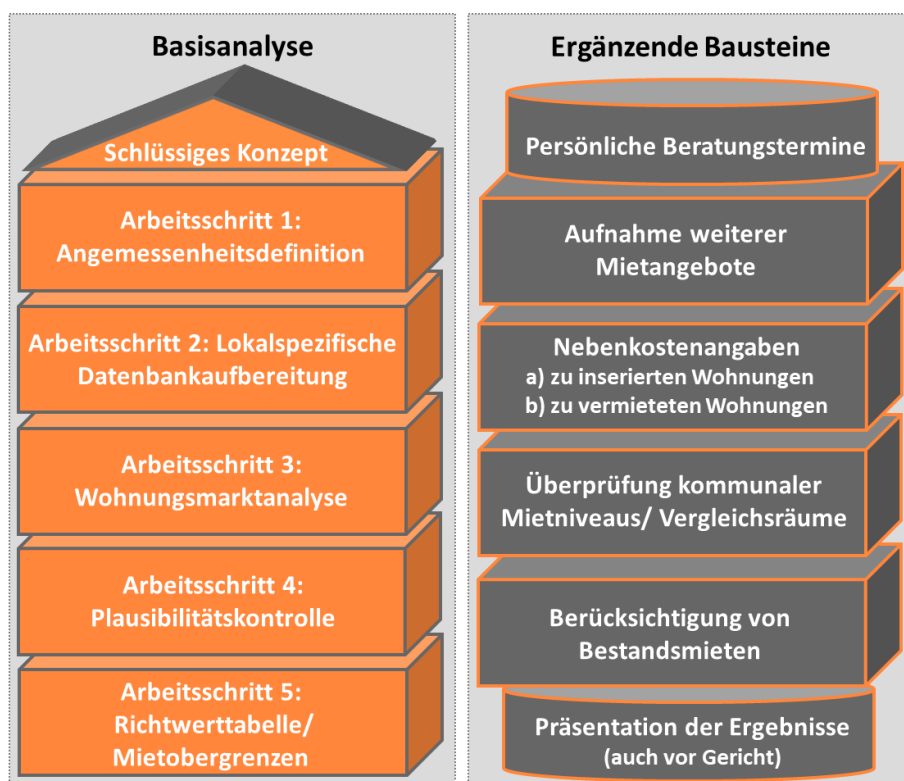 Basisanalyse
Schlüssiges Konzept
Arbeitsschritt 1:
Angemessenheitsdefinition
Arbeitsschritt 2: Lokalspezifische
Datenbankaufbereitung
Arbeitsschritt 3:
Wohnungsmarktanalyse
Arbeitsschritt 4:
Plausibilitätskontrolle
Arbeitsschritt 5:
Richtwerttabelle/
Mietobergrenzen
Ergänzende Bausteine
Persönliche Beratungstermine
Aufnahme weiterer
Mietangebote
Nebenkostenangaben
a) zu inserierten Wohnungen
b) zu vermieteten Wohnungen
Überprüfung kommunaler
Mietniveaus/ Vergleichsräume
Berücksichtigung von
Bestandsmieten
Präsentation der Ergebnisse
(auch vor Gericht)